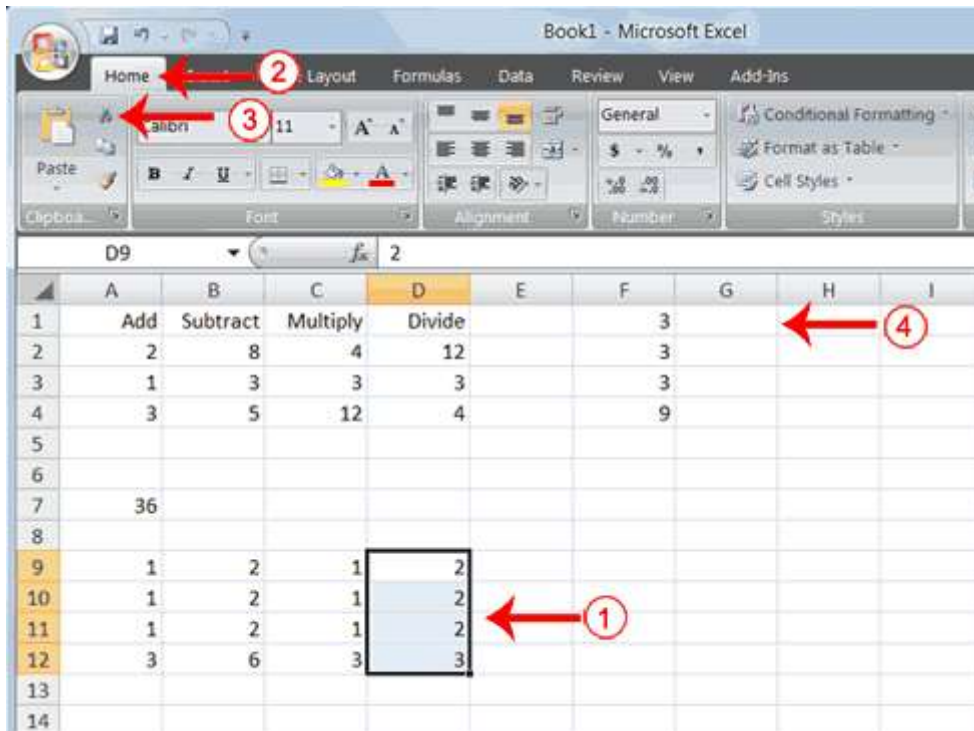 Book1 - Microsoft Excel
Home 2 Layout Formulas Data Review View Add-Ins
3 11 A A General Conditional Formatting
Paste B I U A $ % , Format as Table
Cell Styles
Font Alignment Number Styles
D9 fx 2
A B C D E F G H I
1 Add Subtract Multiply Divide 3 4
2 2 8 4 12 3
3 1 3 3 3 3
4 3 5 12 4 9
5
6
7 36
8
9 1 2 1 2
10 1 2 1 2
11 1 2 1 2 1
12 3 6 3 3
13
14